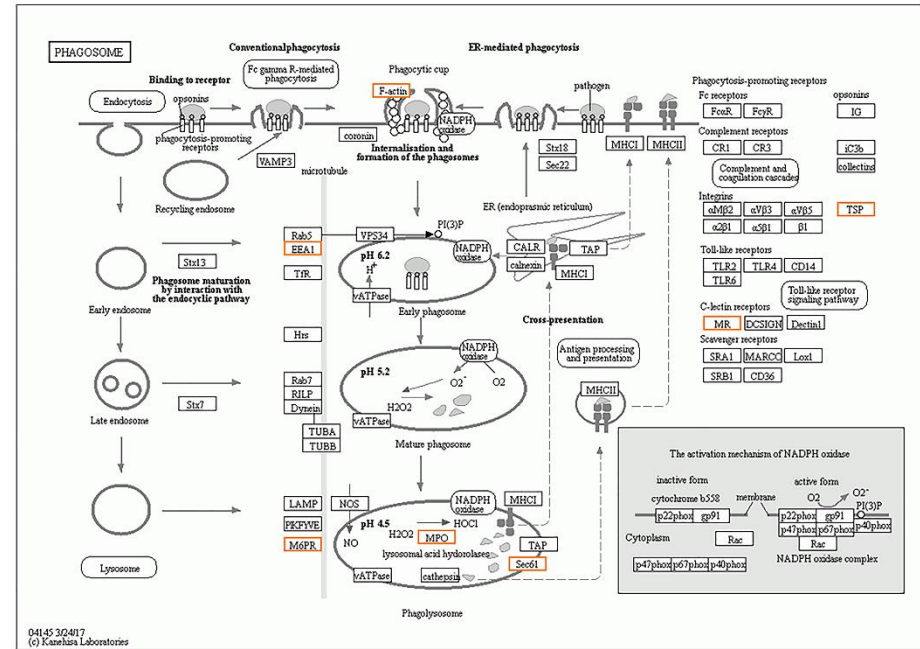 PHAGOSOME
Conventionalphagocytosis
ER-mediated phagocytosis
Binding to receptor
Fc gamma R-mediated
phagocytosis
Phagocytic cup
F-actin
Endocytosis
opsonins
pathogen
NADPH
oxidase
coronin
phagocytosis-promoting
receptors
VAMP3
Internalisation and
formation of the phagosomes
Stx18
Sec22
MHCI
MHCII
microtubule
Recycling endosome
ER (endoprasmic reticulum)
Phagocytosis-promoting receptors
Fc receptors
opsonins
FcαR
FcγR
IG
Complement receptors
CR1
CR3
iC3b
Complement and
coagulation cascades
collectins
Integrins
αMβ2
αVβ3
αVβ5
TSP
α2β1
α5β1
β1
Toll-like receptors
TLR2
TLR4
CD14
TLR6
Toll-like receptor
signaling pathway
C-lectin receptors
MR
DCSIGN
Dectin1
Scavenger receptors
SRA1
MARCO
Lox1
SRB1
CD36
Rab5
EEA1
VPS34
PI(3)P
NADPH
oxidase
CALR
TAP
calnexin
MHCI
Stx13
TfR
pH 6.2
H+
vATPase
Phagosome maturation
by interaction with
the endocyclic pathway
Early endosome
Early phagosome
Cross-presentation
Hrs
NADPH
oxidase
Antigen processing
and presentation
pH 5.2
O2-
O2
H2O2
vATPase
Rab7
RILP
Dynein
TUBA
TUBB
Stx7
Late endosome
Mature phagosome
MHCII
LAMP
PIKFYVE
M6PR
NOS
NO
pH 4.5
NADPH
oxidase
MHCI
H2O2
HOCl
MPO
lysosomal acid hydorolases
TAP
Sec61
vATPase
cathepsin
Lysosome
Phagolysosome
The activation mechanism of NADPH oxidase
inactive form
active form
cytochrome b558
membrane
O2
O2-
PI(3)P
p22phox
gp91
p22phox
gp91
p47phox
p67phox
p40phox
Cytoplasm
Rac
Rac
NADPH oxidase complex
p47phox
p67phox
p40phox
04145 3/24/17
(c) Kanehisa Laboratories